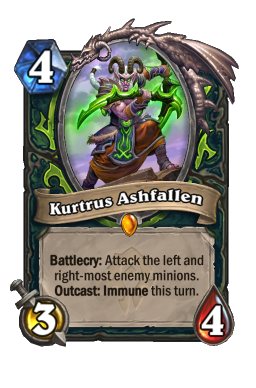 4
Kurtrus Ashfallen
Battlecry: Attack the left and
right-most enemy minions.
Outcast: Immune this turn.
3
4